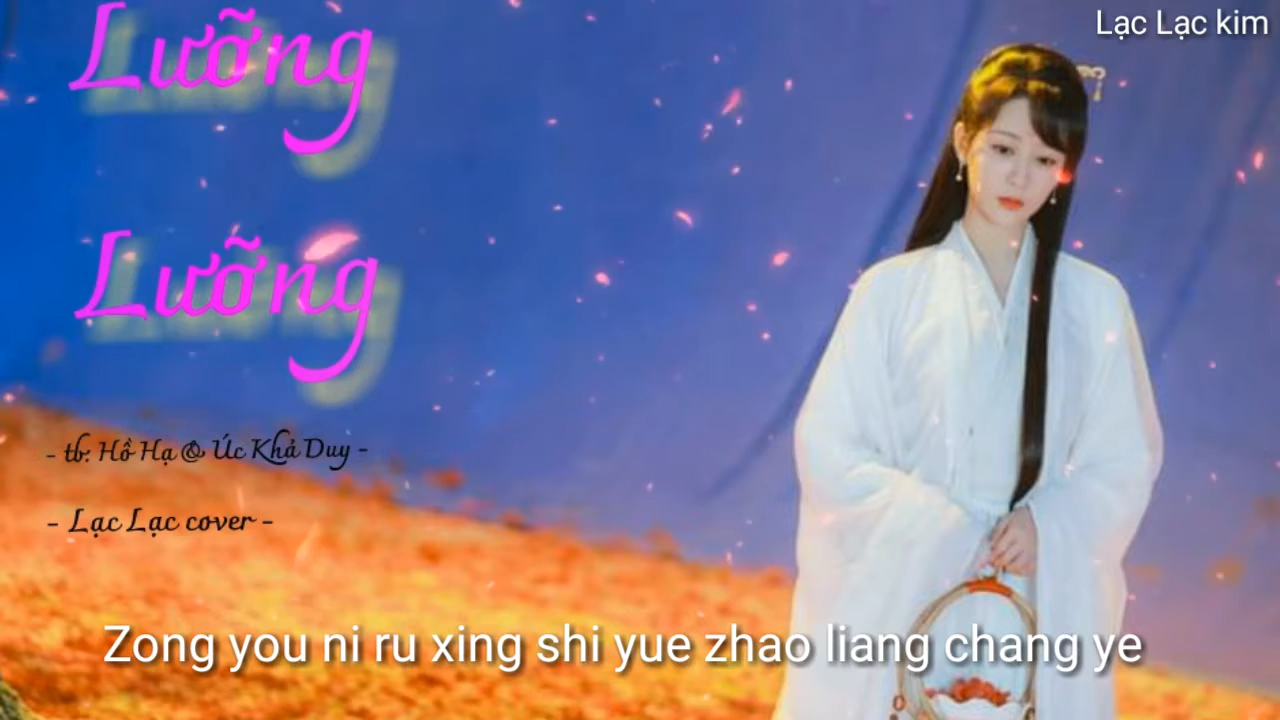 Lạc Lạc kim
Lưỡng
Lưỡng
- tb: Hồ Hạ & Úc Khả Duy -
- Lạc Lạc cover -
Zong you ni ru xing shi yue zhao liang chang ye